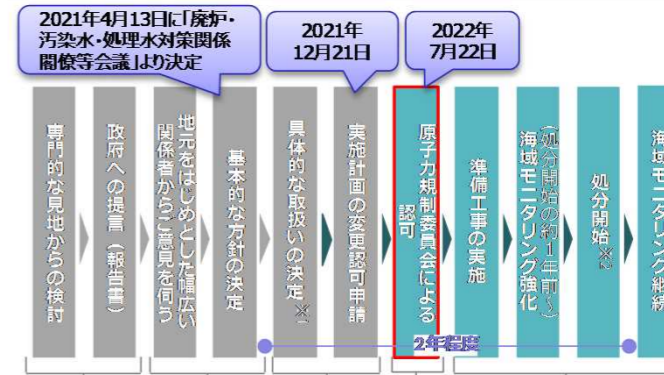 2021年4月13日に「廃炉・
汚染水・処理水対策関係
閣僚等会議」より決定
2021年
12月21日
2022年
7月22日
専門的な見地からの検討
政府への提言（報告書）
地元をはじめとした幅広い
関係者からご意見を伺う
基本的な方針の決定
具体的な取扱いの決定
実施計画の変更認可申請
原子力規制委員会による
認可
準備工事の実施
（処分開始の約1年前~）
海域モニタリング強化
処分開始※2
海域モニタリング継続
2年程度